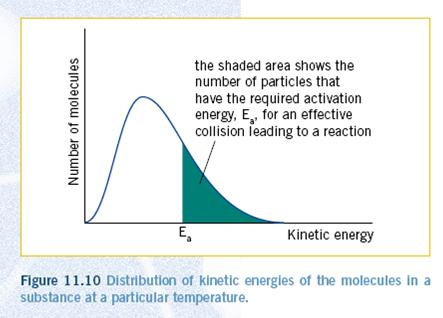 the shaded area shows the
number of particles that
have the required activation
energy, Ea, for an effective
collision leading to a reaction
Number of molecules
Ea
Kinetic energy
Figure 11.10 Distribution of kinetic energies of the molecules in a
substance at a particular temperature.